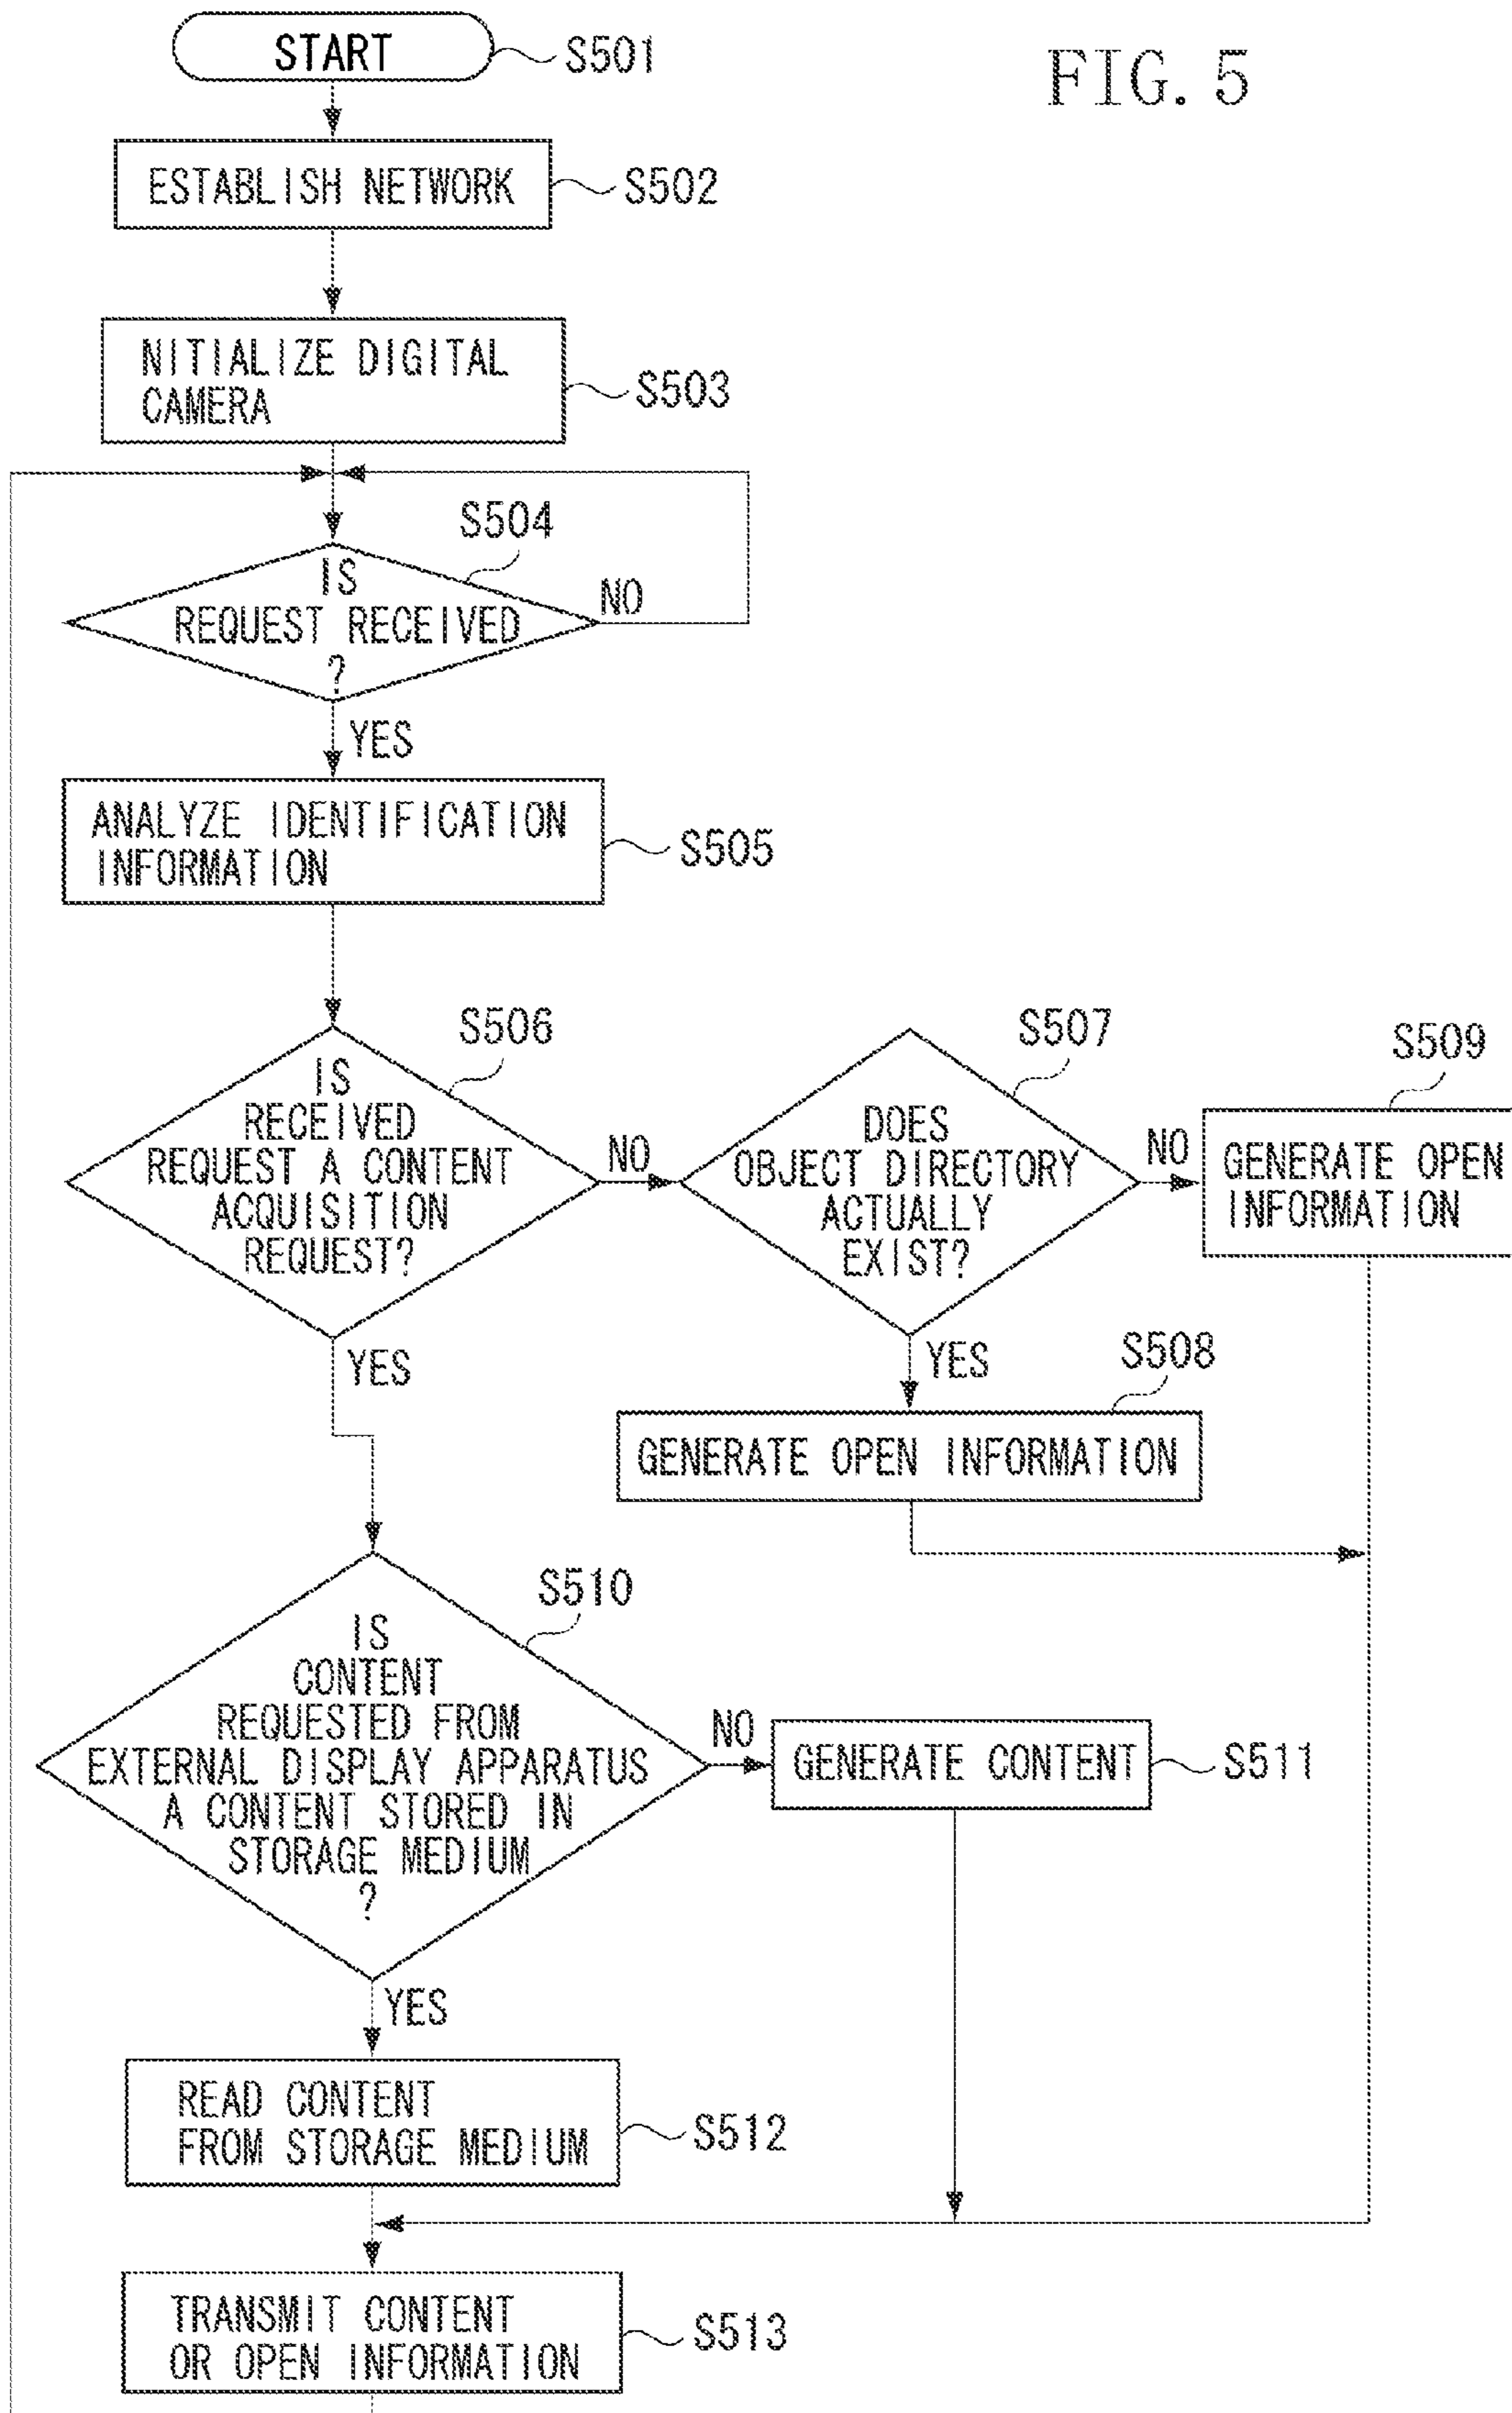 FIG. 5
START
S501
ESTABLISH NETWORK
S502
NITIALIZE DIGITAL
CAMERA
S503
S504
IS
REQUEST RECEIVED
?
NO
YES
ANALYZE IDENTIFICATION
INFORMATION
S505
S506
IS
RECEIVED
REQUEST A CONTENT
ACQUISITION
REQUEST?
NO
YES
S507
DOES
OBJECT DIRECTORY
ACTUALLY
EXIST?
NO
YES
S509
GENERATE OPEN
INFORMATION
S508
GENERATE OPEN INFORMATION
S510
IS
CONTENT
REQUESTED FROM
EXTERNAL DISPLAY APPARATUS
A CONTENT STORED IN
STORAGE MEDIUM
?
NO
YES
GENERATE CONTENT
S511
READ CONTENT
FROM STORAGE MEDIUM
S512
TRANSMIT CONTENT
OR OPEN INFORMATION
S513